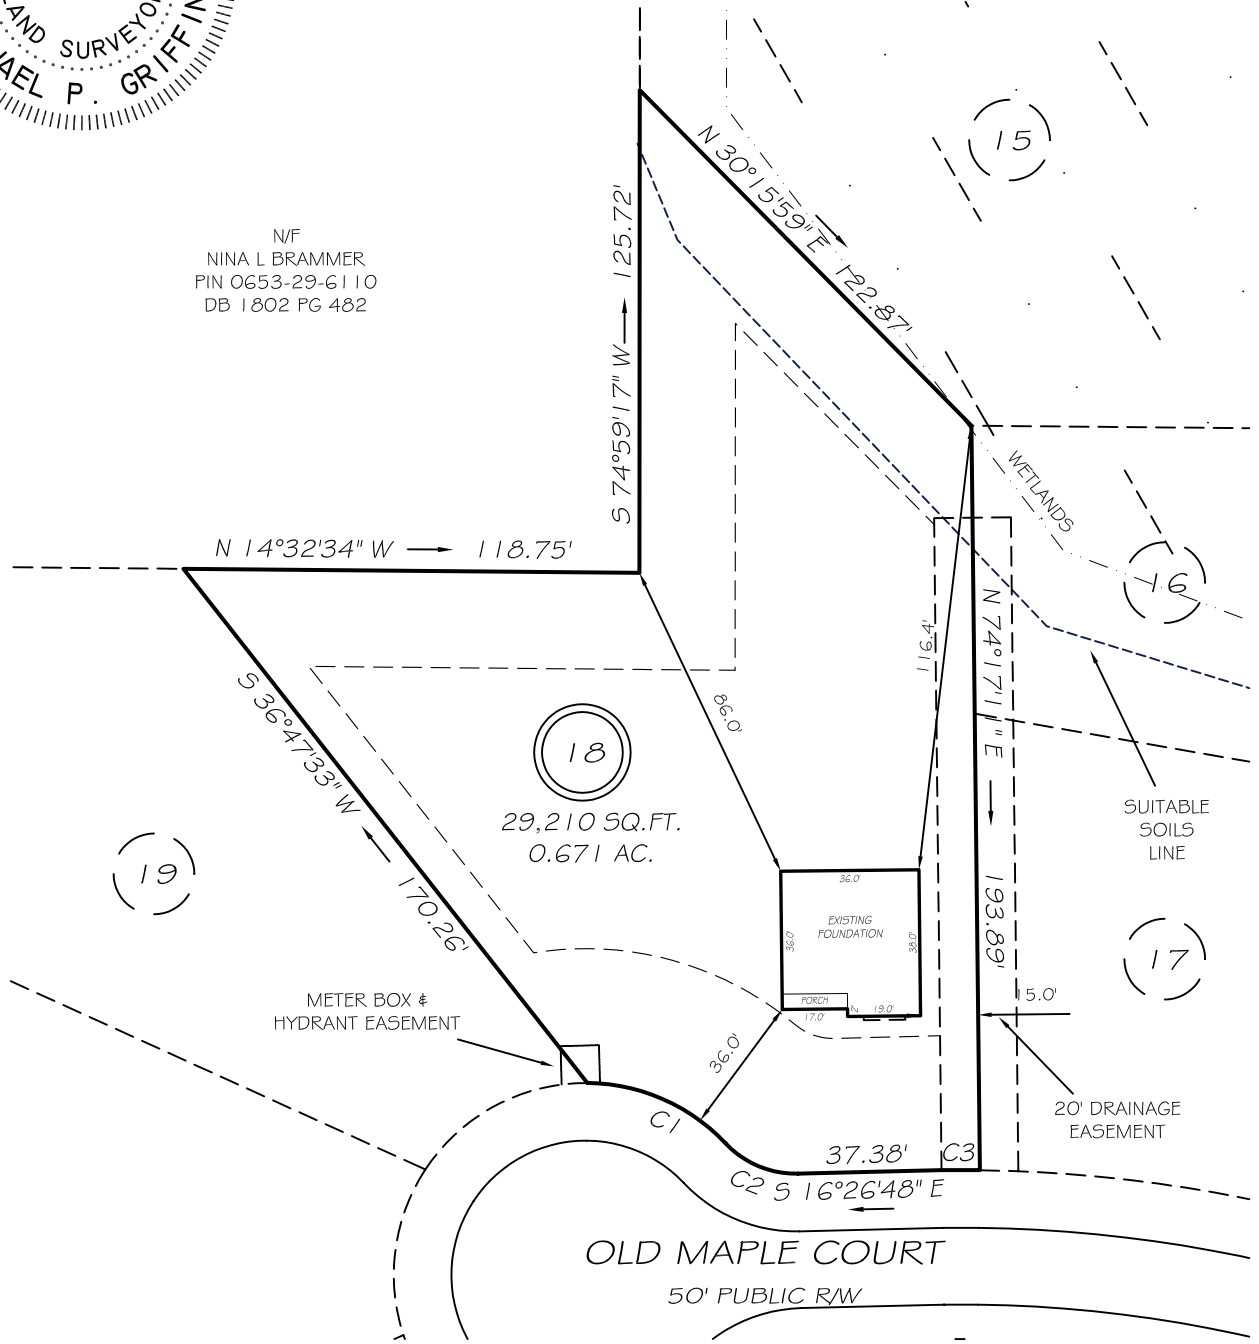 LAND SURVEYO
AEL P. GRIFFIN
N/F
NINA L BRAMMER
PIN 0653-29-6110
DB 1802 PG 482
N 30°15'59" E 122.87'
15
S 74°59'17" W 125.72'
N 14°32'34" W 118.75'
WETLANDS
16
N 74°17'11" E 193.89'
116.4'
86.0'
S 36°47'33" W 170.26'
18
29,210 SQ.FT.
0.671 AC.
SUITABLE
SOILS
LINE
19
17
36.0'
EXISTING
FOUNDATION
36.0'
38.0'
PORCH
17.0'
2'
19.0'
15.0'
METER BOX &
HYDRANT EASEMENT
36.0'
20' DRAINAGE
EASEMENT
C1
C2
37.38'
C3
S 16°26'48" E
OLD MAPLE COURT
50' PUBLIC R/W